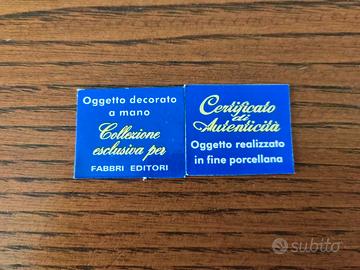 Oggetto decorato
a mano
Collezione
esclusiva per
FABBRI EDITORI
Certificato
di
Autenticità
Oggetto realizzato
in fine porcellana
subito